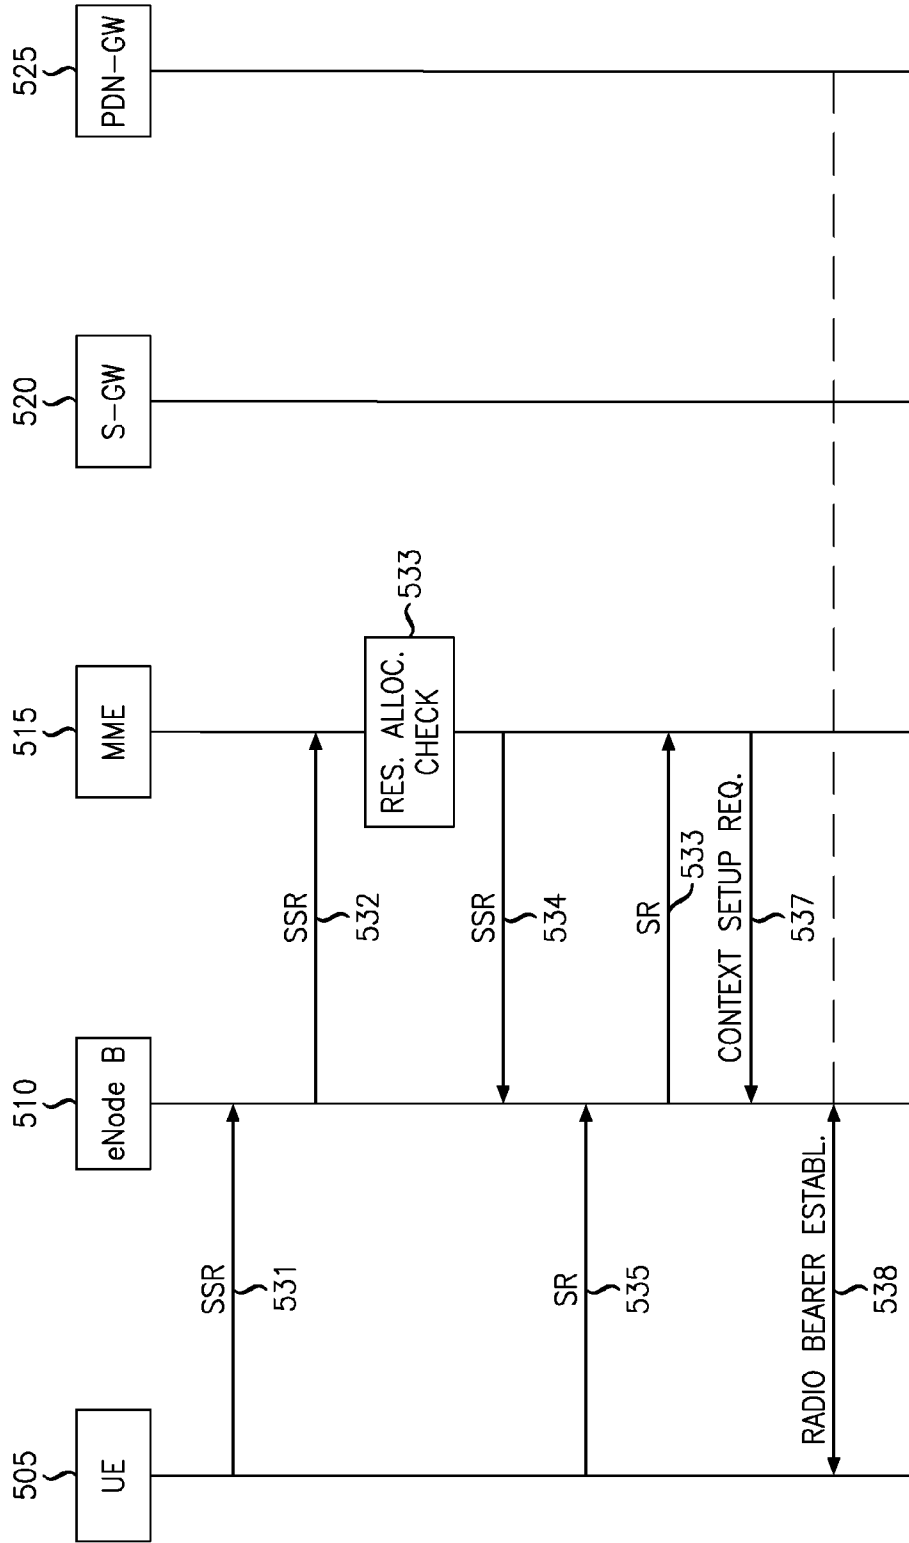 505
UE
510
eNode B
515
MME
520
S-GW
525
PDN-GW
SSR
531
SSR
532
RES. ALLOC.
CHECK
533
SSR
534
SR
535
SR
533
CONTEXT SETUP REQ.
537
RADIO BEARER ESTABL.
538